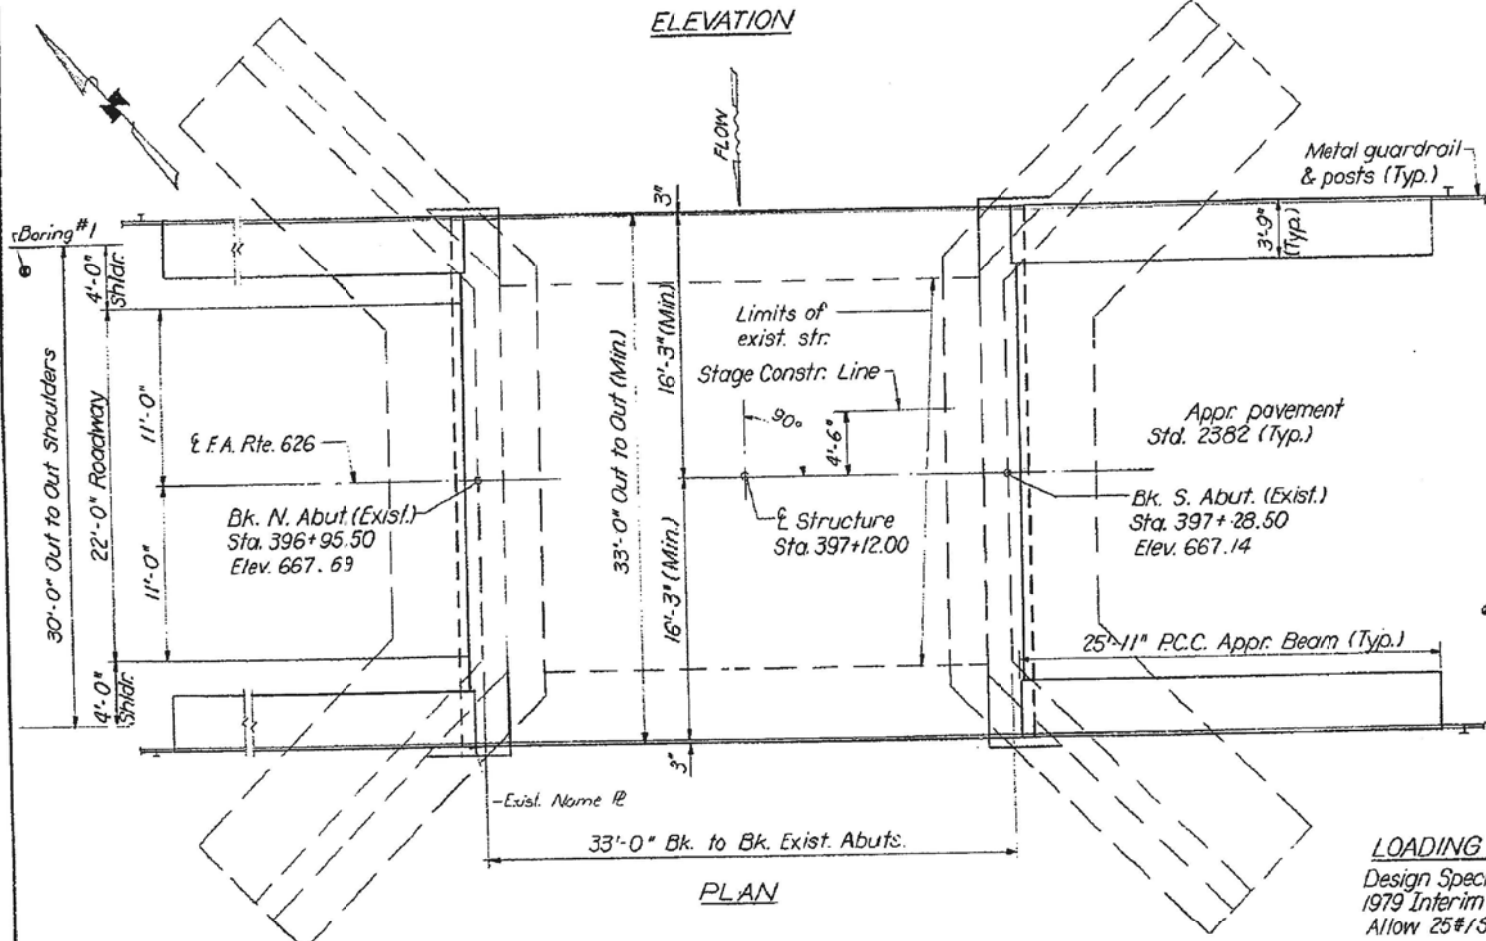 ELEVATION
FLOW
Metal guardrail
& posts (Typ.)
Boring #1
3"
3'-9"
(Typ.)
4'-0"
Shldr.
Limits of
exist. str.
Stage Constr. Line
16'-3" (Min.)
33'-0" Out to Out (Min.)
30'-0" Out to Out Shoulders
22'-0" Roadway
11'-0"
90°
4'-6"
Appr. pavement
Std. 2382 (Typ.)
℄ F.A. Rte. 626
Bk. N. Abut. (Exist.)
Sta. 396+95.50
Elev. 667.69
℄ Structure
Sta. 397+12.00
Bk. S. Abut. (Exist.)
Sta. 397+28.50
Elev. 667.14
11'-0"
16'-3" (Min.)
25'-11" P.C.C. Appr. Beam (Typ.)
4'-0"
Shldr.
3"
Exist. Name ⅊
33'-0" Bk. to Bk. Exist. Abuts.
PLAN
LOADING
Design Speci
1979 Interim
Allow 25#/S